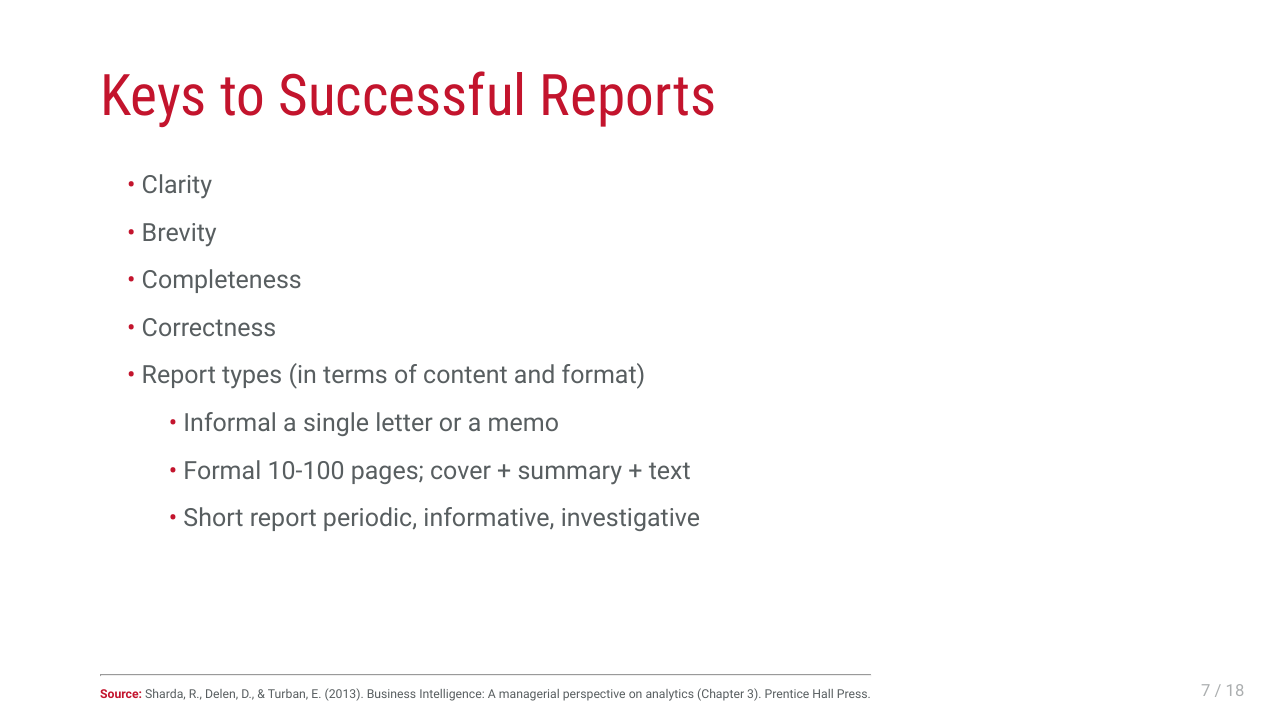 Keys to Successful Reports
• Clarity
• Brevity
• Completeness
• Correctness
• Report types (in terms of content and format)
• Informal a single letter or a memo
• Formal 10-100 pages; cover + summary + text
• Short report periodic, informative, investigative
Source: Sharda, R., Delen, D., & Turban, E. (2013). Business Intelligence: A managerial perspective on analytics (Chapter 3). Prentice Hall Press.
7 / 18